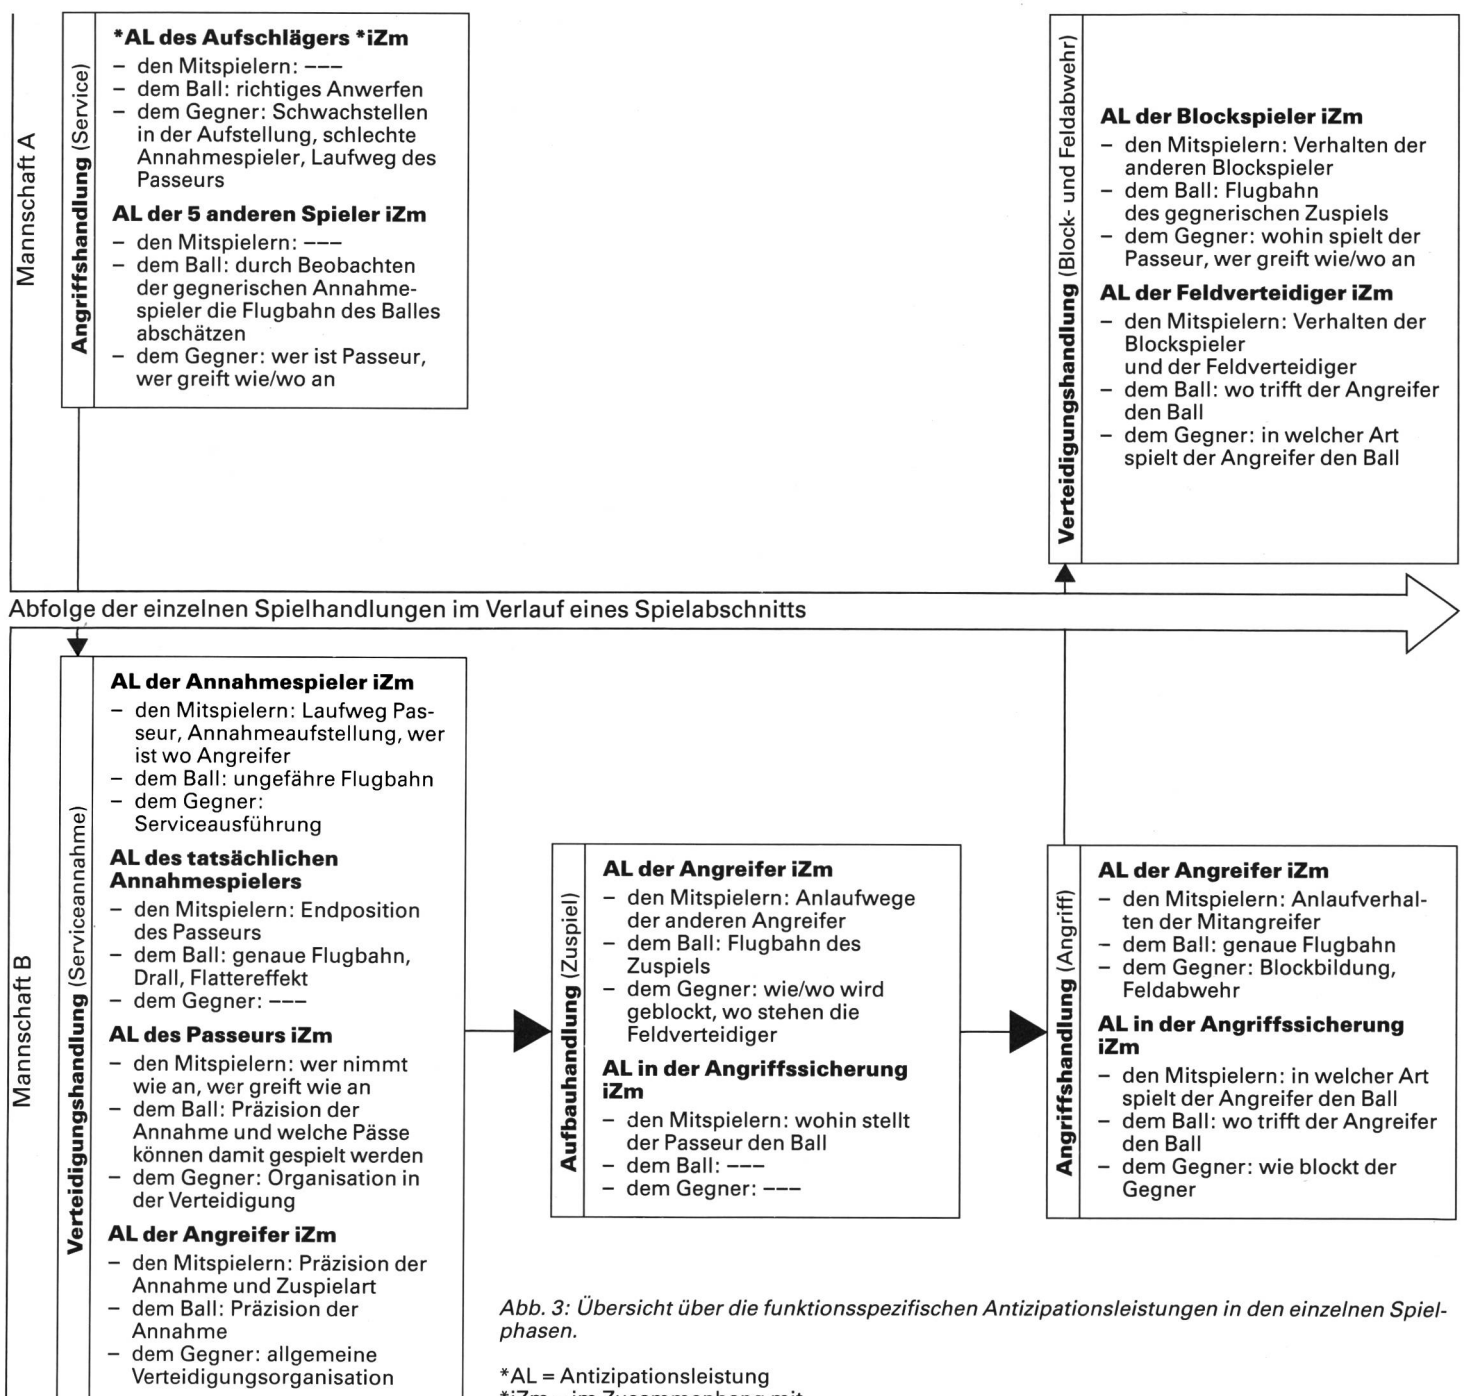 Mannschaft A
Angriffshandlung (Service)
*AL des Aufschlägers *iZm
– den Mitspielern: –––
– dem Ball: richtiges Anwerfen
– dem Gegner: Schwachstellen
in der Aufstellung, schlechte
Annahmespieler, Laufweg des
Passeurs
AL der 5 anderen Spieler iZm
– den Mitspielern: –––
– dem Ball: durch Beobachten
der gegnerischen Annahme-
spieler die Flugbahn des Balles
abschätzen
– dem Gegner: wer ist Passeur,
wer greift wie/wo an
Verteidigungshandlung (Block- und Feldabwehr)
AL der Blockspieler iZm
– den Mitspielern: Verhalten der
anderen Blockspieler
– dem Ball: Flugbahn
des gegnerischen Zuspiels
– dem Gegner: wohin spielt der
Passeur, wer greift wie/wo an
AL der Feldverteidiger iZm
– den Mitspielern: Verhalten der
Blockspieler
und der Feldverteidiger
– dem Ball: wo trifft der Angreifer
den Ball
– dem Gegner: in welcher Art
spielt der Angreifer den Ball
Abfolge der einzelnen Spielhandlungen im Verlauf eines Spielabschnitts
Mannschaft B
Verteidigungshandlung (Serviceannahme)
AL der Annahmespieler iZm
– den Mitspielern: Laufweg Pas-
seur, Annahmeaufstellung, wer
ist wo Angreifer
– dem Ball: ungefähre Flugbahn
– dem Gegner:
Serviceausführung
AL des tatsächlichen
Annahmespielers
– den Mitspielern: Endposition
des Passeurs
– dem Ball: genaue Flugbahn,
Drall, Flattereffekt
– dem Gegner: –––
AL des Passeurs iZm
– den Mitspielern: wer nimmt
wie an, wer greift wie an
– dem Ball: Präzision der
Annahme und welche Pässe
können damit gespielt werden
– dem Gegner: Organisation in
der Verteidigung
AL der Angreifer iZm
– den Mitspielern: Präzision der
Annahme und Zuspielart
– dem Ball: Präzision der
Annahme
– dem Gegner: allgemeine
Verteidigungsorganisation
Aufbauhandlung (Zuspiel)
AL der Angreifer iZm
– den Mitspielern: Anlaufwege
der anderen Angreifer
– dem Ball: Flugbahn des
Zuspiels
– dem Gegner: wie/wo wird
geblockt, wo stehen die
Feldverteidiger
AL in der Angriffssicherung
iZm
– den Mitspielern: wohin stellt
der Passeur den Ball
– dem Ball: –––
– dem Gegner: –––
Angriffshandlung (Angriff)
AL der Angreifer iZm
– den Mitspielern: Anlaufverhal-
ten der Mitangreifer
– dem Ball: genaue Flugbahn
– dem Gegner: Blockbildung,
Feldabwehr
AL in der Angriffssicherung
iZm
– den Mitspielern: in welcher Art
spielt der Angreifer den Ball
– dem Ball: wo trifft der Angreifer
den Ball
– dem Gegner: wie blockt der
Gegner
Abb. 3: Übersicht über die funktionsspezifischen Antizipationsleistungen in den einzelnen Spiel-
phasen.
*AL = Antizipationsleistung
*iZm = im Zusammenhang mit